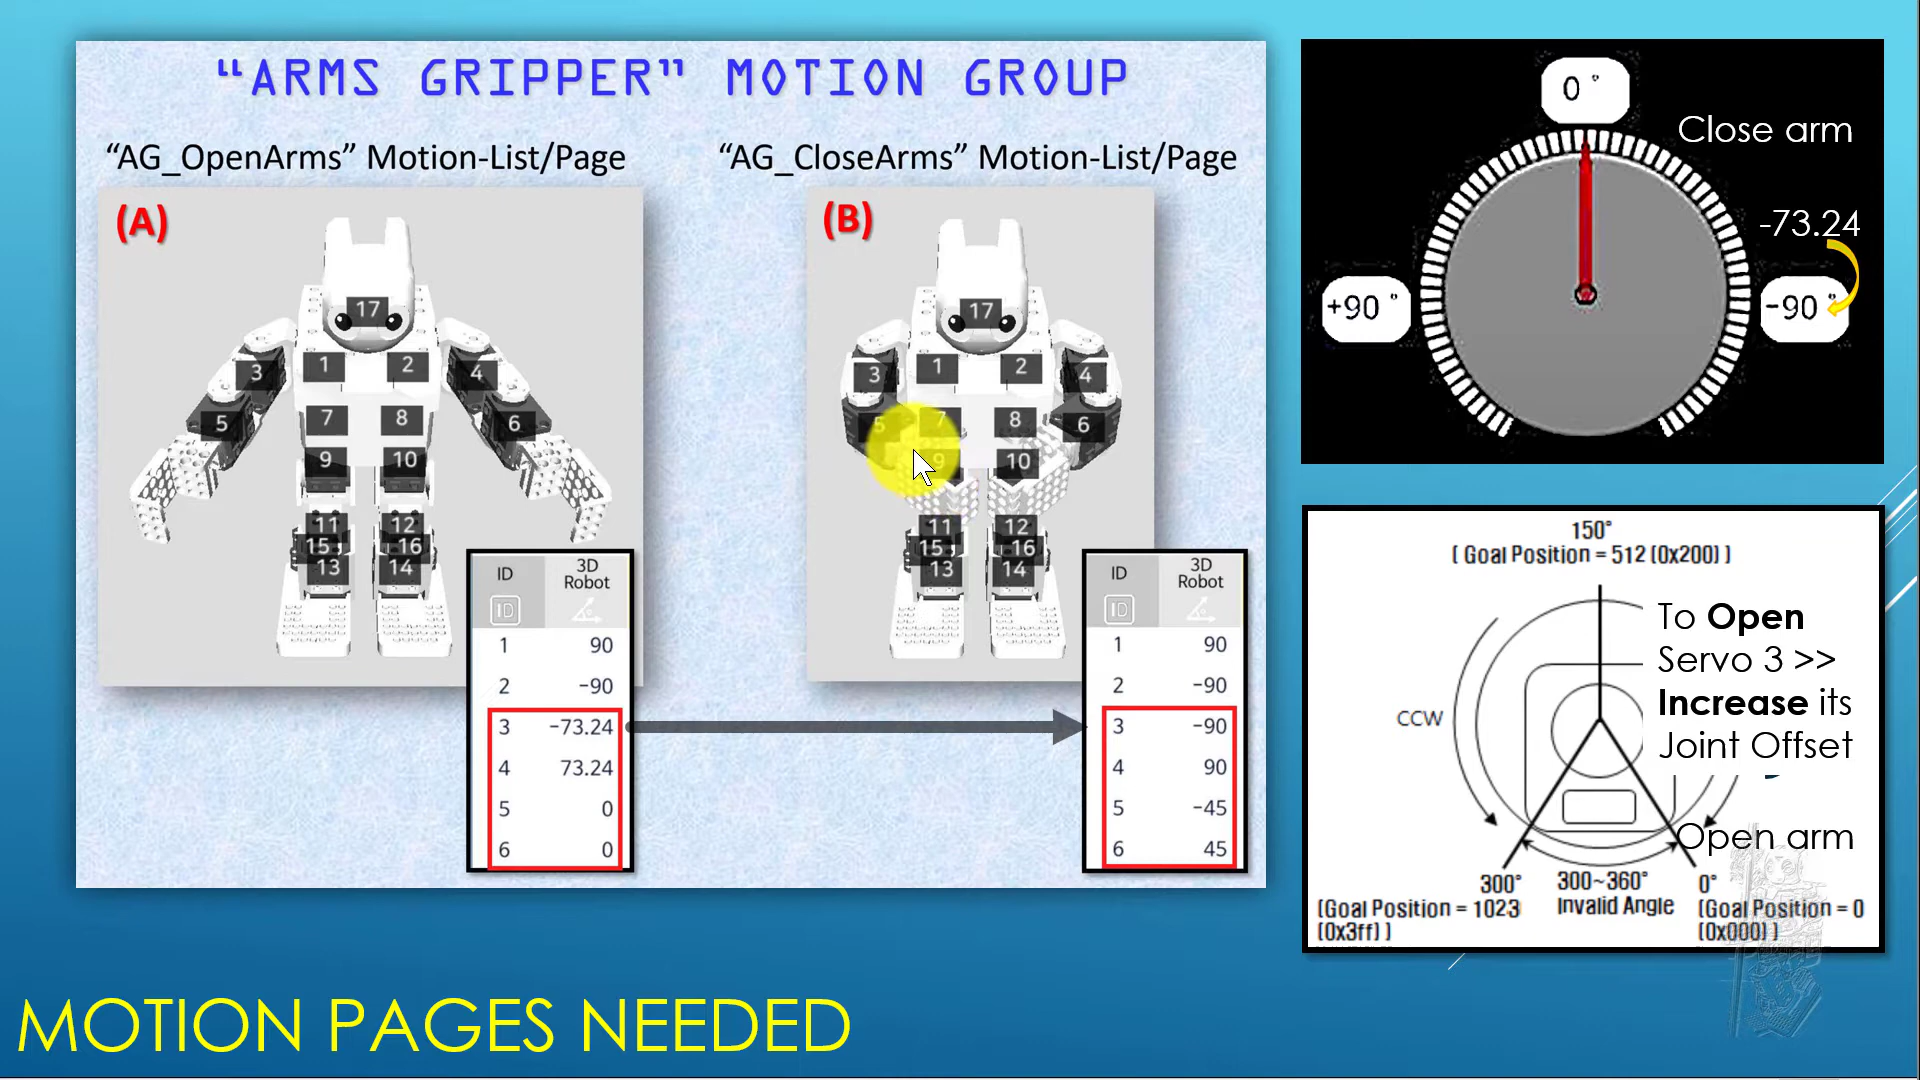 “ARMS GRIPPER” MOTION GROUP
“AG_OpenArms” Motion-List/Page
“AG_CloseArms” Motion-List/Page
(A)
17
1 2
3 4
5 6
7 8
9 10
11 12
15 16
13 14
ID 3D Robot
ID
1 90
2 -90
3 -73.24
4 73.24
5 0
6 0
(B)
17
1 2
3 4
5 6
7 8
9 10
11 12
15 16
13 14
ID 3D Robot
ID
1 90
2 -90
3 -90
4 90
5 -45
6 45
0 °
Close arm
-73.24
+90 °
-90 °
150°
( Goal Position = 512 (0x200) )
To Open
Servo 3 >>
Increase its
Joint Offset
CCW
Open arm
300°
(Goal Position = 1023
(0x3ff) )
300~360°
Invalid Angle
0°
(Goal Position = 0
(0x000) )
MOTION PAGES NEEDED